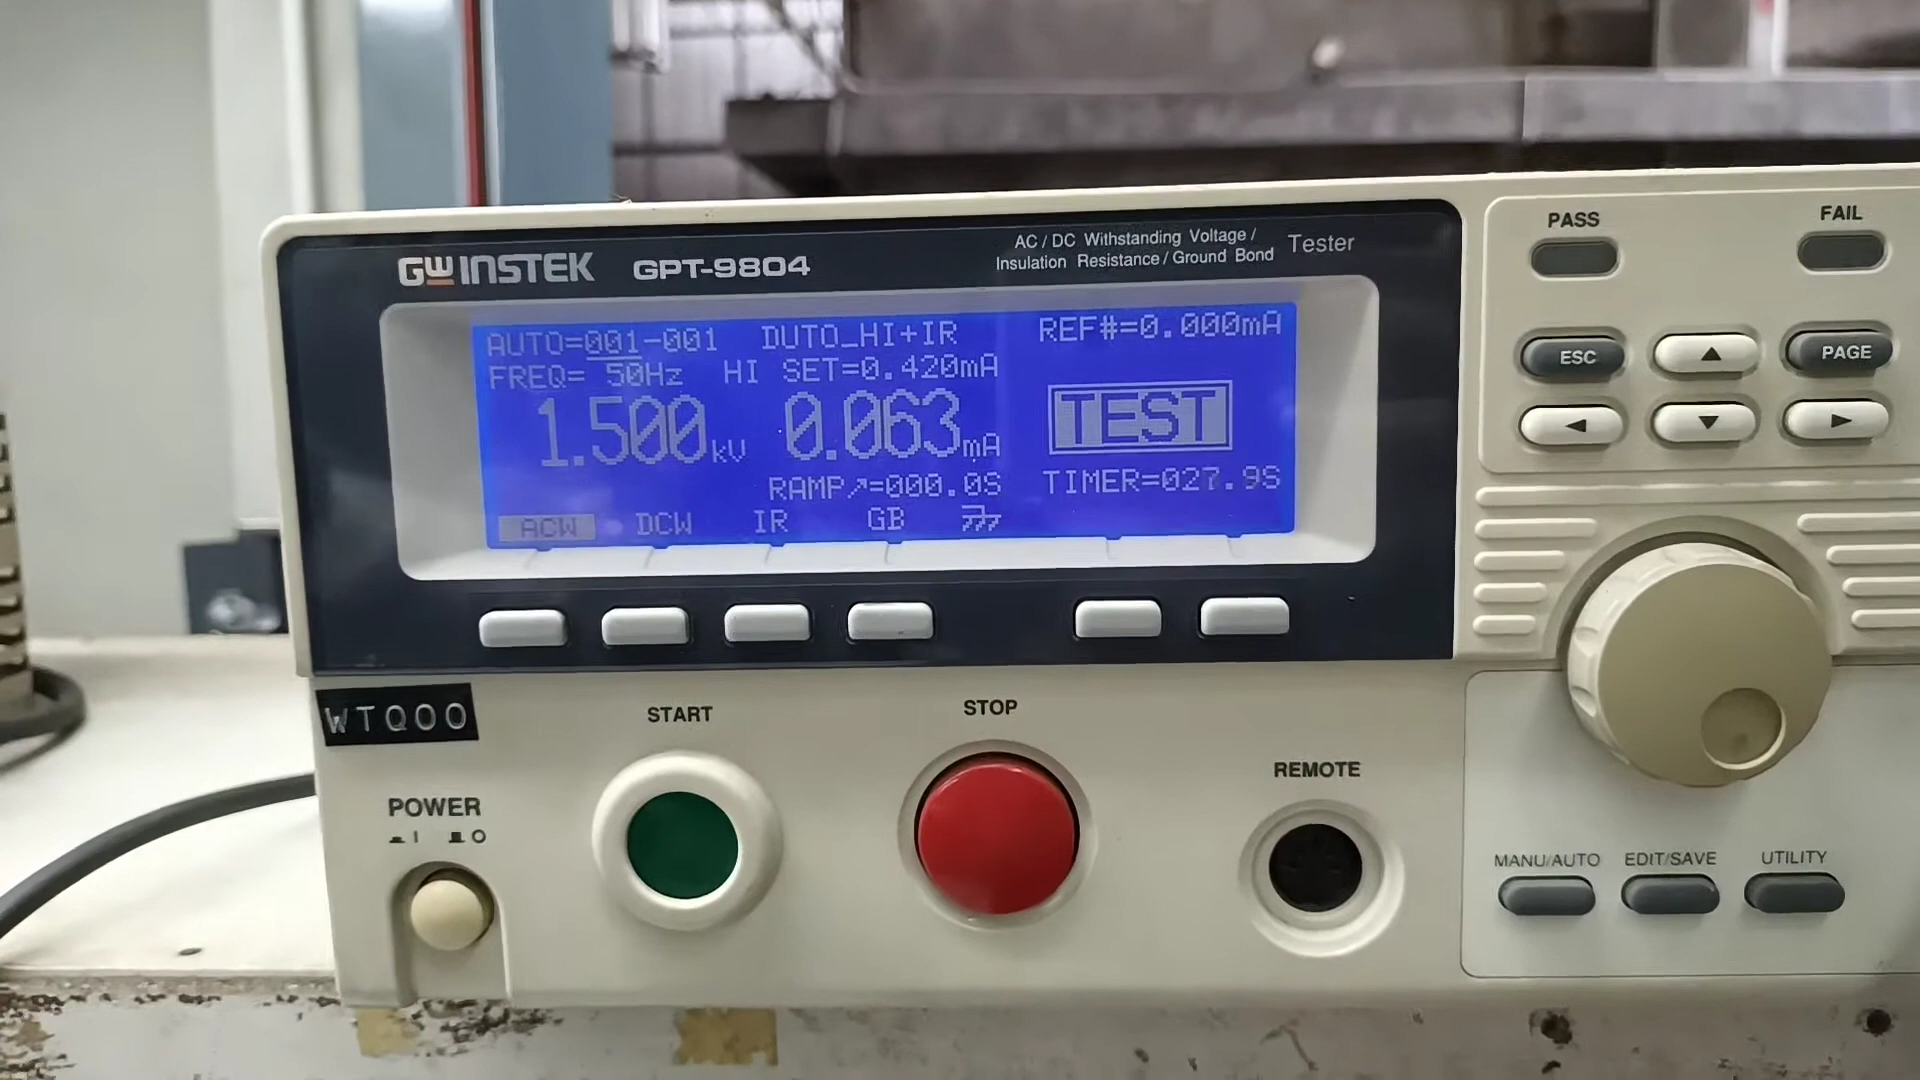 GW INSTEK GPT-9804
AC / DC Withstanding Voltage /
Insulation Resistance / Ground Bond
Tester
AUTO=001-001 DUTO_HI+IR REF#=0.000mA
FREQ= 50Hz HI SET=0.420mA
1.500kV 0.063mA TEST
RAMP↗=000.0S TIMER=027.9S
ACW DCW IR GB
PASS FAIL
ESC ▲ PAGE
◄ ▼ ►
WTQ00
START STOP REMOTE
POWER
I O
MANU/AUTO EDIT/SAVE UTILITY